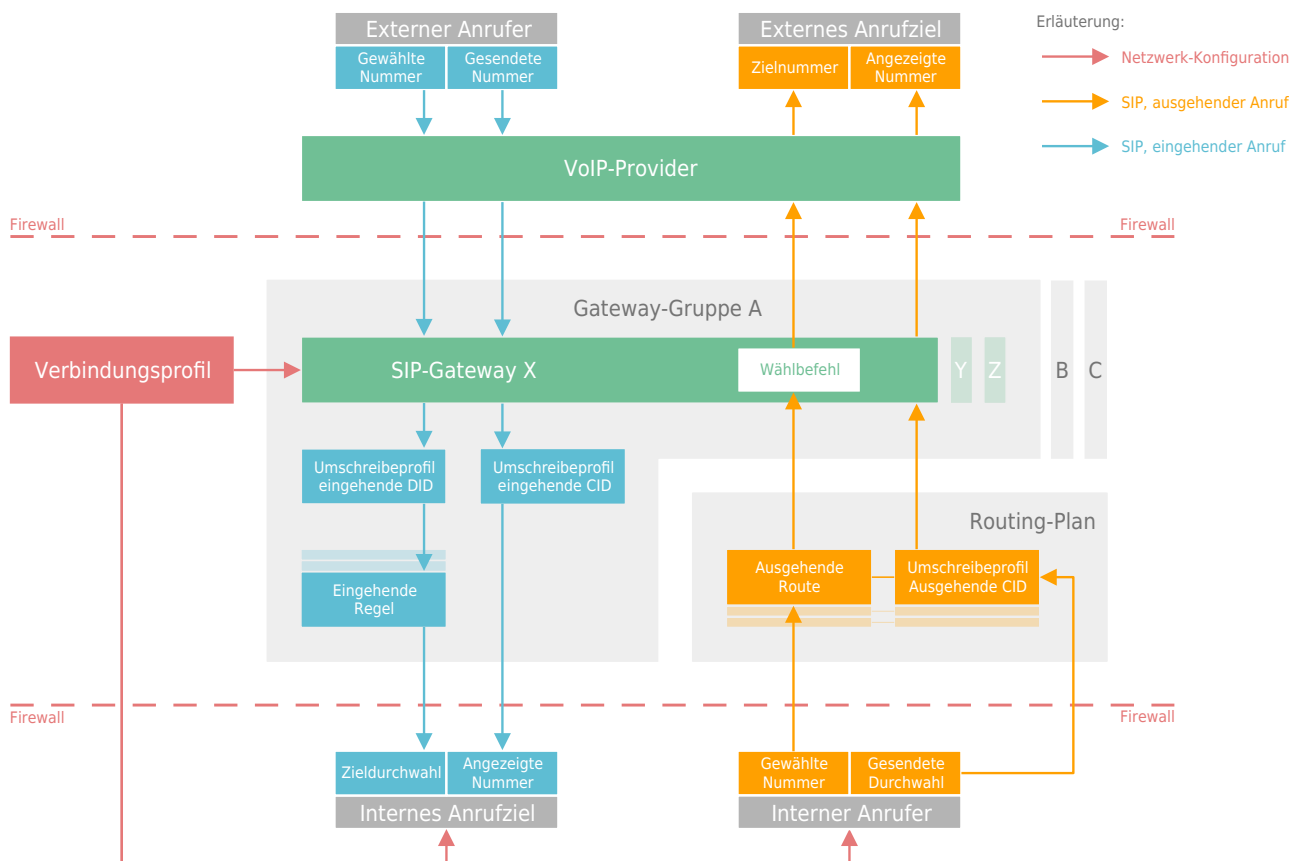 Externer Anrufer
Gewählte
Nummer
Gesendete
Nummer
Externes Anrufziel
Zielnummer
Angezeigte
Nummer
Erläuterung:
Netzwerk-Konfiguration
SIP, ausgehender Anruf
SIP, eingehender Anruf
VoIP-Provider
Firewall
Firewall
Gateway-Gruppe A
Verbindungsprofil
SIP-Gateway X
Wählbefehl
Y
Z
B
C
Umschreibeprofil
eingehende DID
Umschreibeprofil
eingehende CID
Routing-Plan
Ausgehende
Route
Umschreibeprofil
Ausgehende CID
Eingehende
Regel
Firewall
Firewall
Zieldurchwahl
Angezeigte
Nummer
Internes Anrufziel
Gewählte
Nummer
Gesendete
Durchwahl
Interner Anrufer